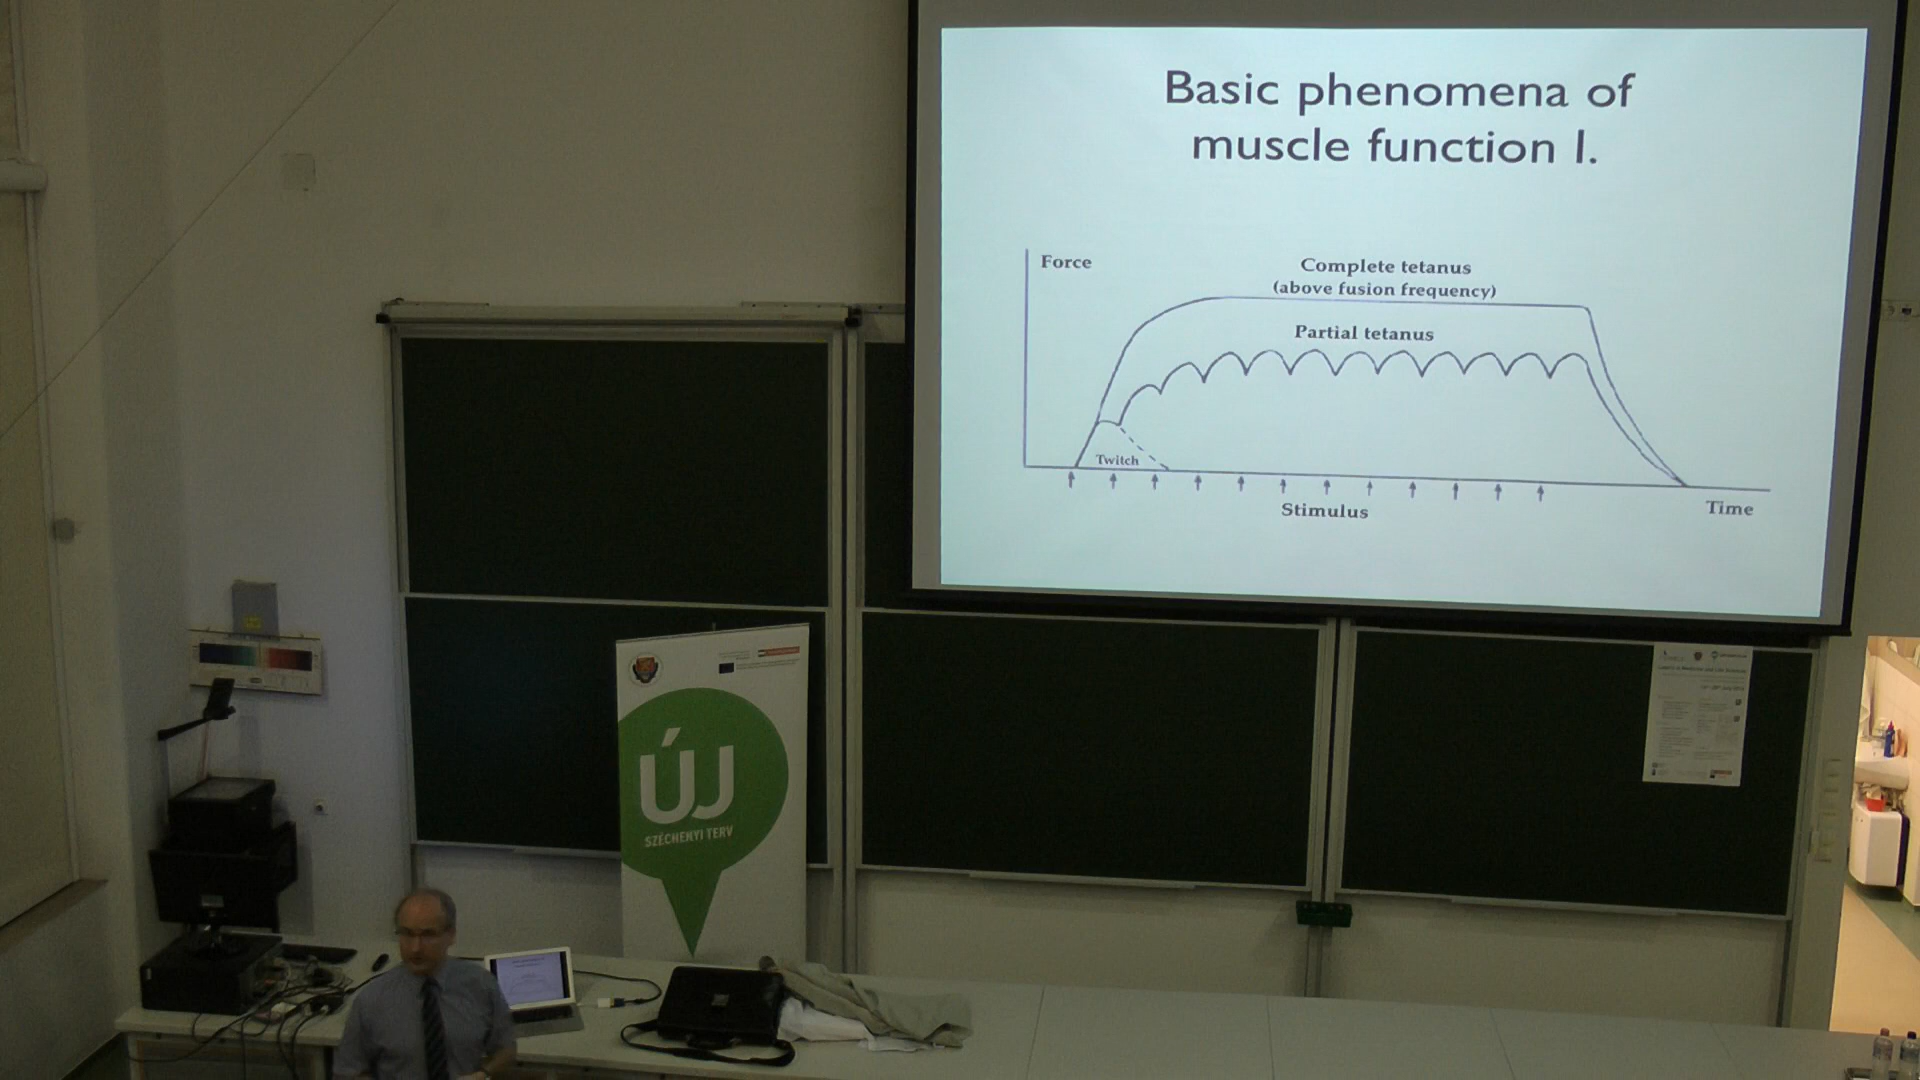 Basic phenomena of
muscle function I.
Force
Complete tetanus
(above fusion frequency)
Partial tetanus
Twitch
Stimulus
Time
ÚJ
SZÉCHENYI TERV